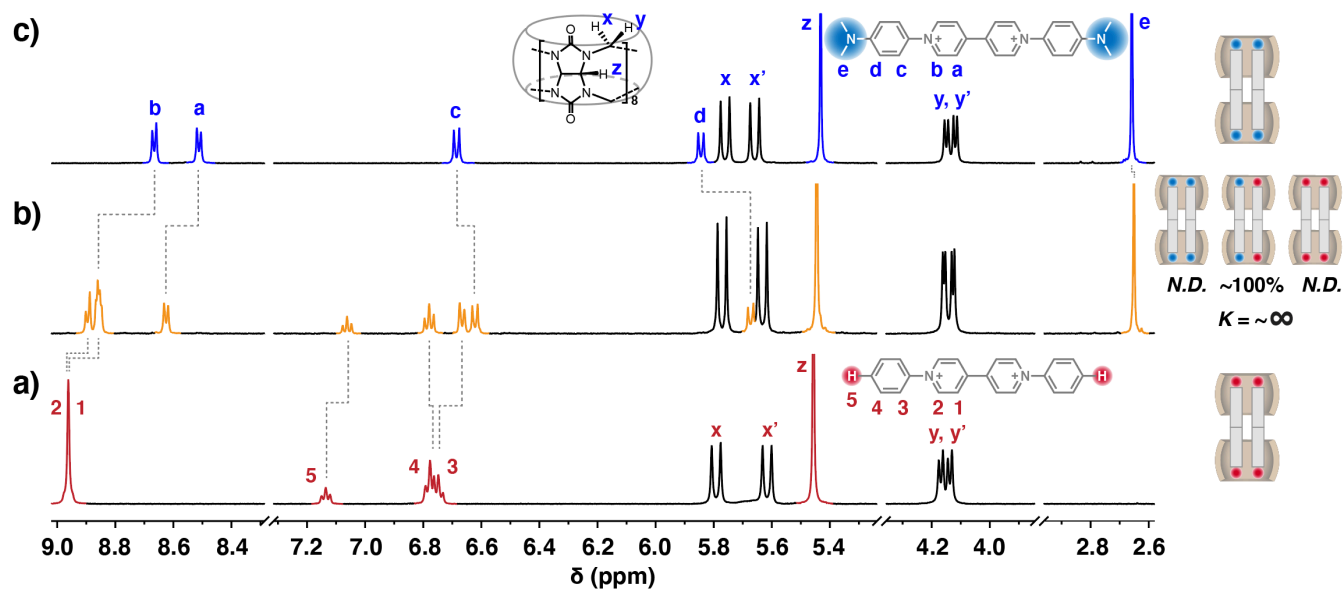 c)
x y
H H
O
N N
H z
N N
O
8
z
N N+ N+ N
e d c b a
e
b a
c
d
x x'
y, y'
b)
N.D. ~100% N.D.
K = ~∞
a)
2 1
5
4 3
x x'
z
H N+ N+ H
5 4 3 2 1
y, y'
9.0 8.8 8.6 8.4 7.2 7.0 6.8 6.6 6.4 6.2 6.0 5.8 5.6 5.4 4.2 4.0 2.8 2.6
δ (ppm)